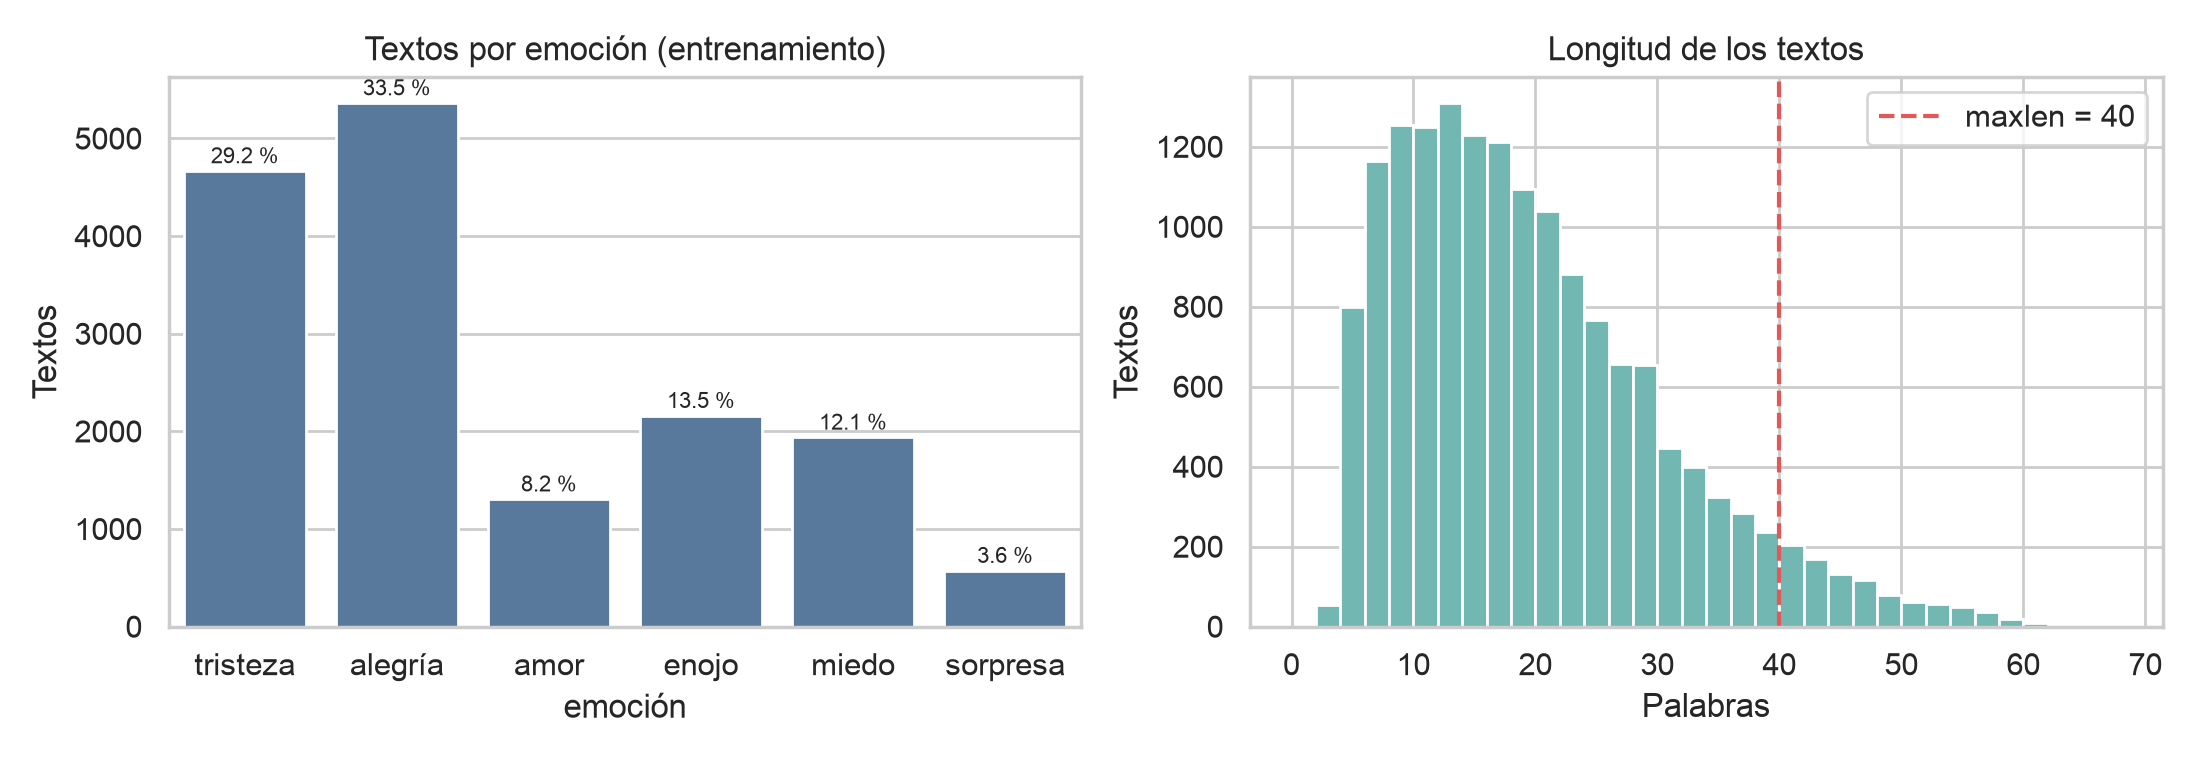 Textos por emoción (entrenamiento)
Textos
5000
4000
3000
2000
1000
0
29.2 %
33.5 %
8.2 %
13.5 %
12.1 %
3.6 %
tristeza alegría amor enojo miedo sorpresa
emoción
Longitud de los textos
Textos
1200
1000
800
600
400
200
0
maxlen = 40
0 10 20 30 40 50 60 70
Palabras